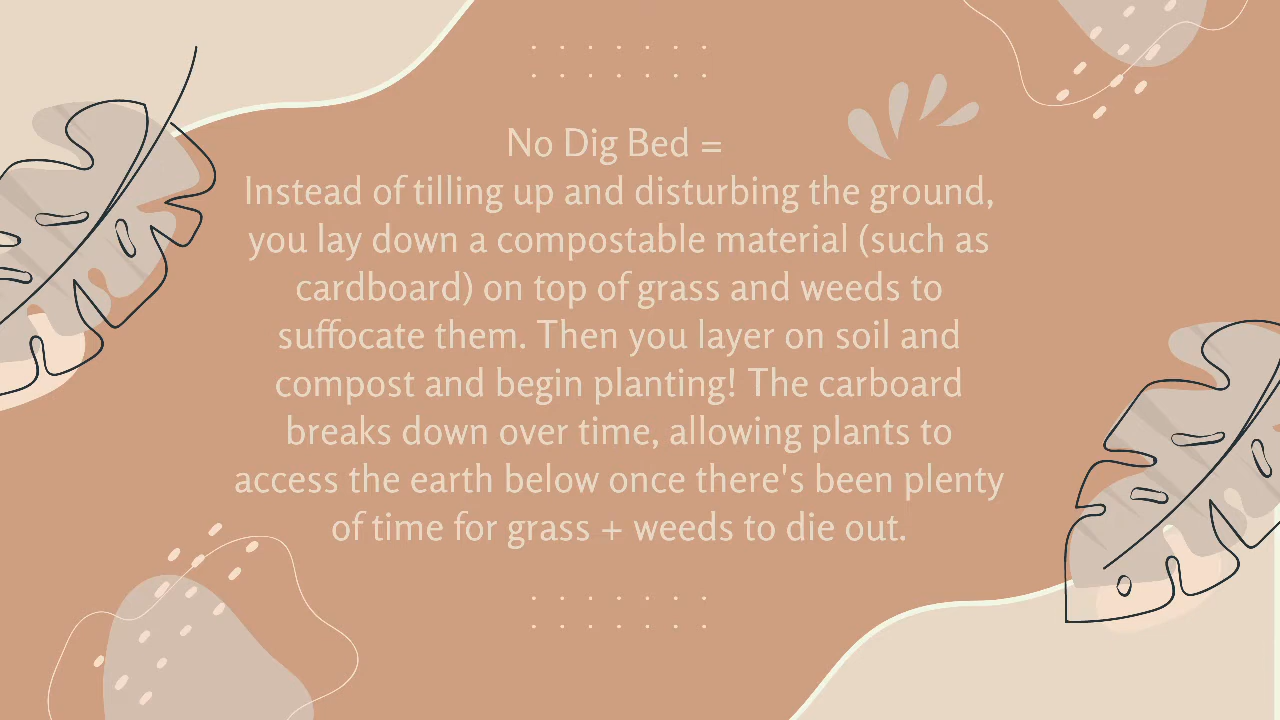 No Dig Bed =
Instead of tilling up and disturbing the ground,
you lay down a compostable material (such as
cardboard) on top of grass and weeds to
suffocate them. Then you layer on soil and
compost and begin planting! The carboard
breaks down over time, allowing plants to
access the earth below once there's been plenty
of time for grass + weeds to die out.